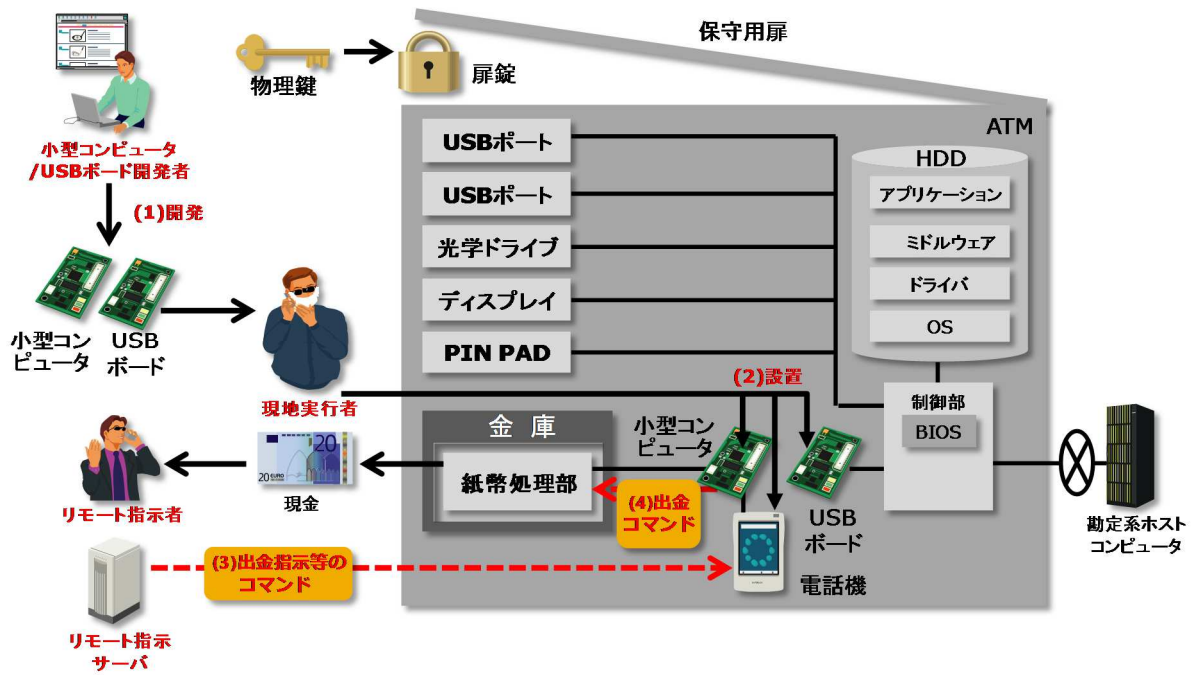 保守用扉
物理鍵
扉錠
ATM
小型コンピュータ
/USBボード開発者
(1)開発
USBポート
USBポート
光学ドライブ
ディスプレイ
PIN PAD
HDD
アプリケーション
ミドルウェア
ドライバ
OS
小型コン
ピュータ
USB
ボード
現地実行者
(2)設置
制御部
BIOS
金庫
紙幣処理部
小型コン
ピュータ
リモート指示者
20
20 EURO
現金
(4)出金
コマンド
USB
ボード
勘定系ホスト
コンピュータ
(3)出金指示等の
コマンド
電話機
リモート指示
サーバ